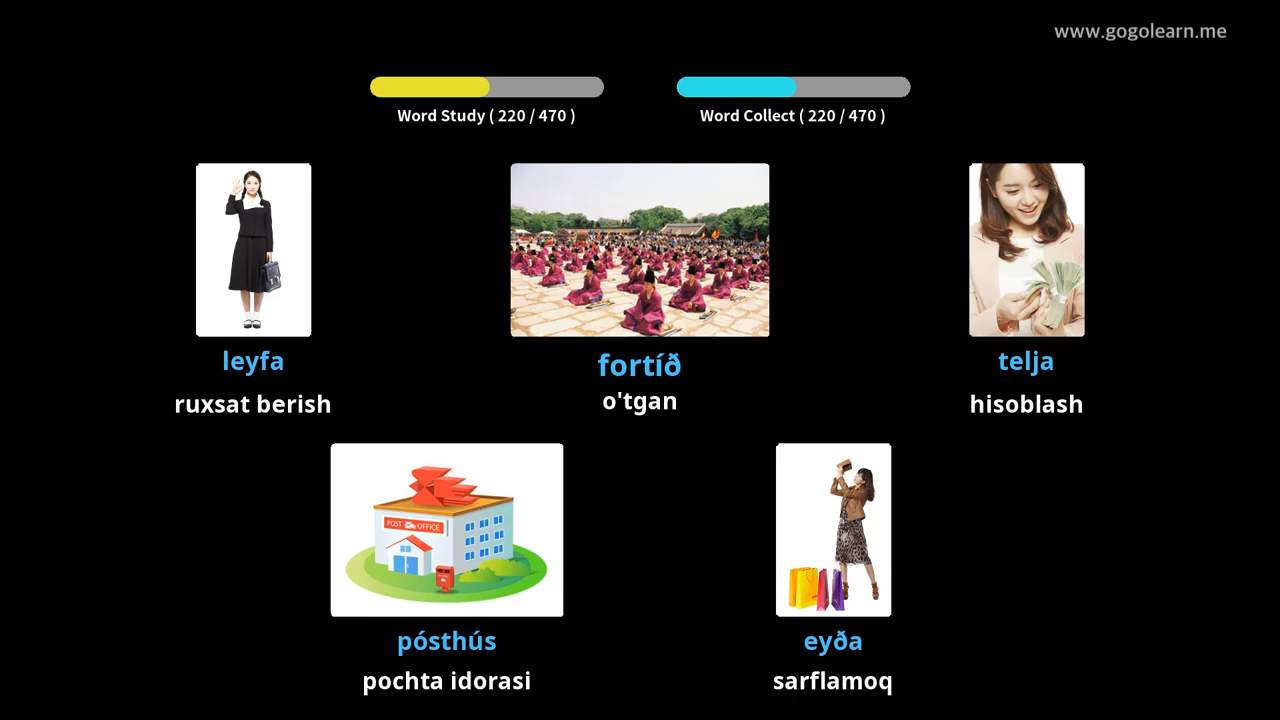 www.gogolearn.me
Word Study ( 220 / 470 )
Word Collect ( 220 / 470 )
leyfa
ruxsat berish
fortíð
o'tgan
telja
hisoblash
POST OFFICE
pósthús
pochta idorasi
eyða
sarflamoq